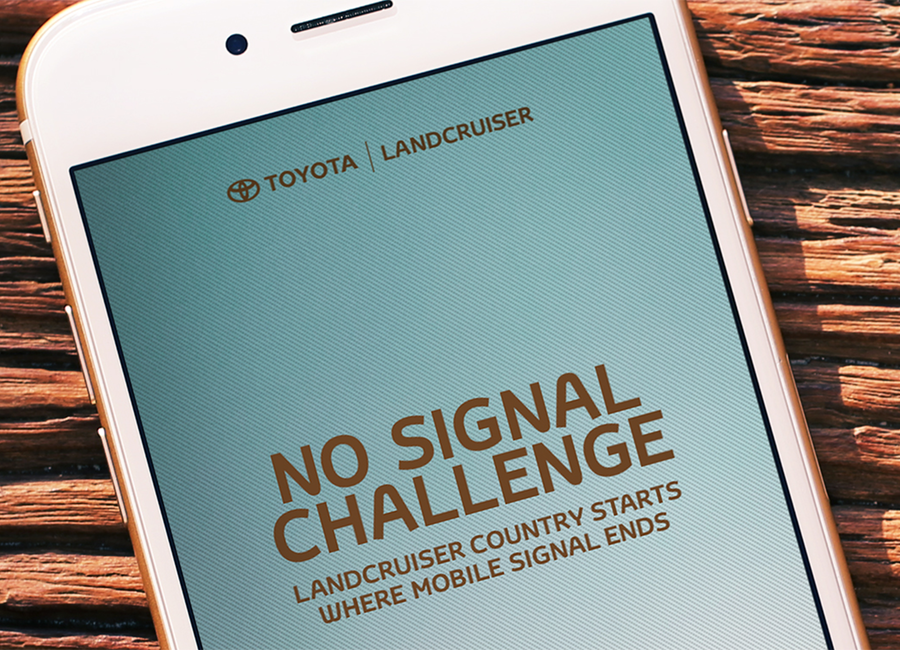 TOYOTA | LANDCRUISER
NO SIGNAL
CHALLENGE
LANDCRUISER COUNTRY STARTS
WHERE MOBILE SIGNAL ENDS